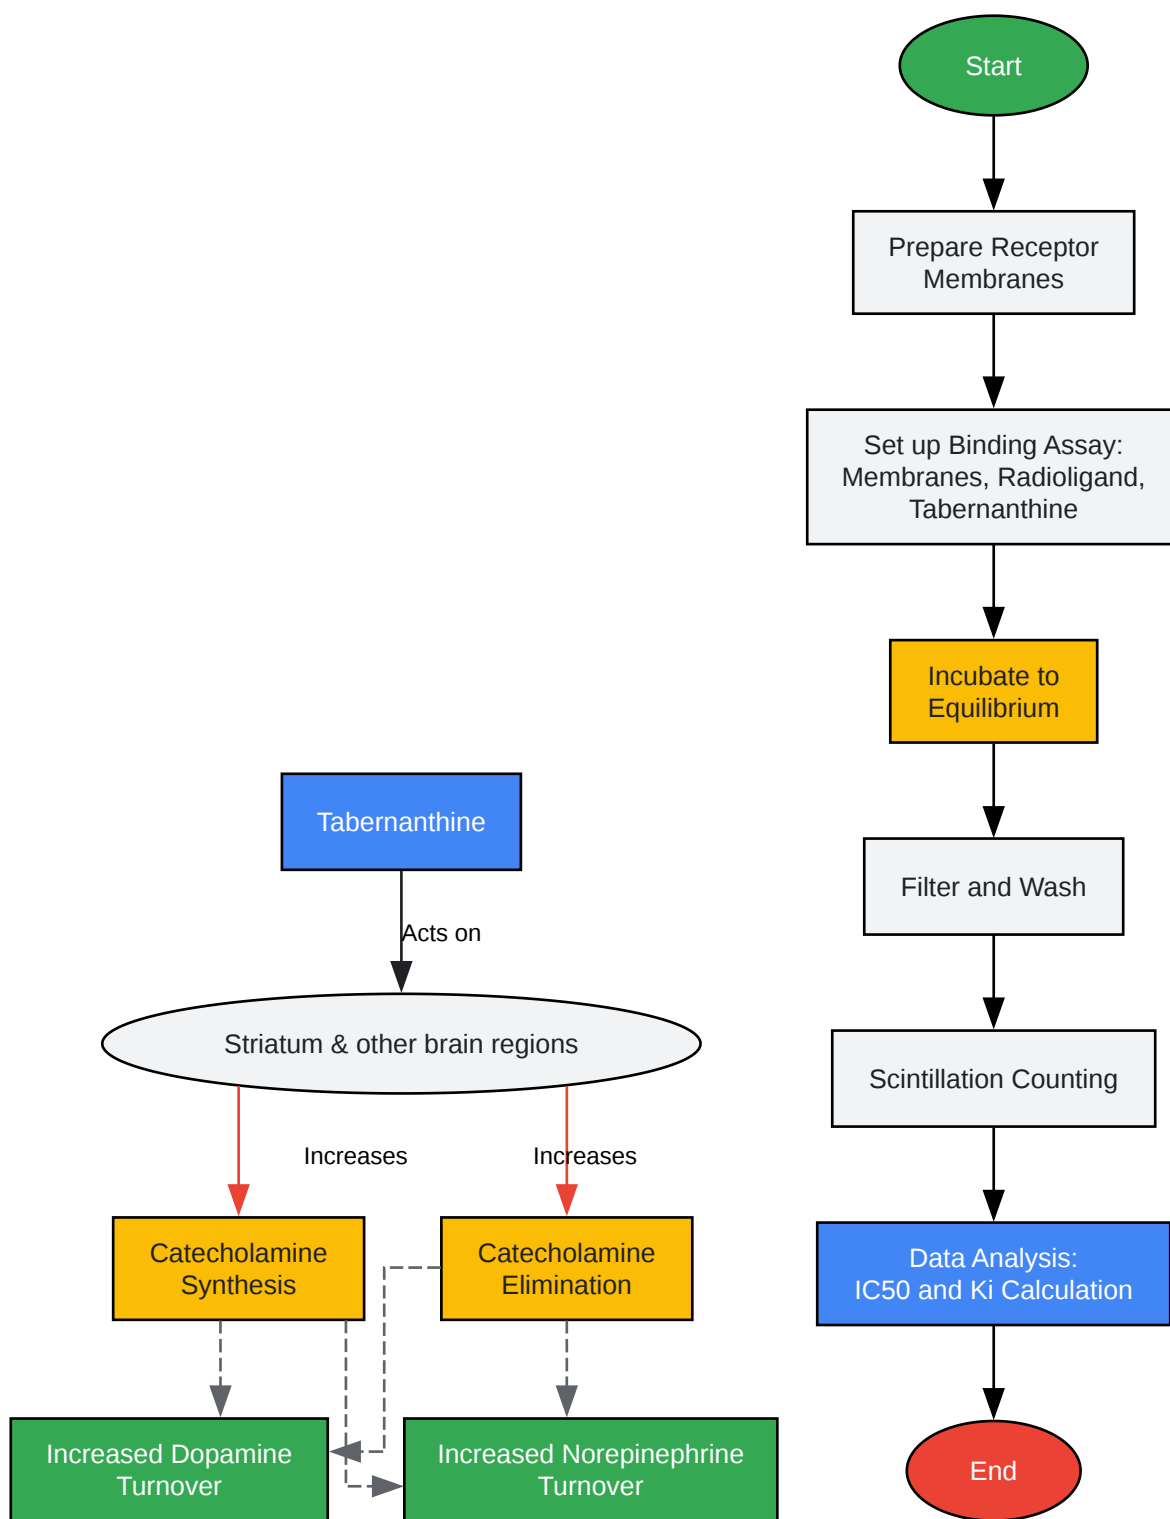 Start
Prepare Receptor
Membranes
Set up Binding Assay:
Membranes, Radioligand,
Tabernanthine
Incubate to
Equilibrium
Filter and Wash
Scintillation Counting
Data Analysis:
IC50 and Ki Calculation
End
Tabernanthine
Acts on
Striatum & other brain regions
Increases
Increases
Catecholamine
Synthesis
Catecholamine
Elimination
Increased Dopamine
Turnover
Increased Norepinephrine
Turnover